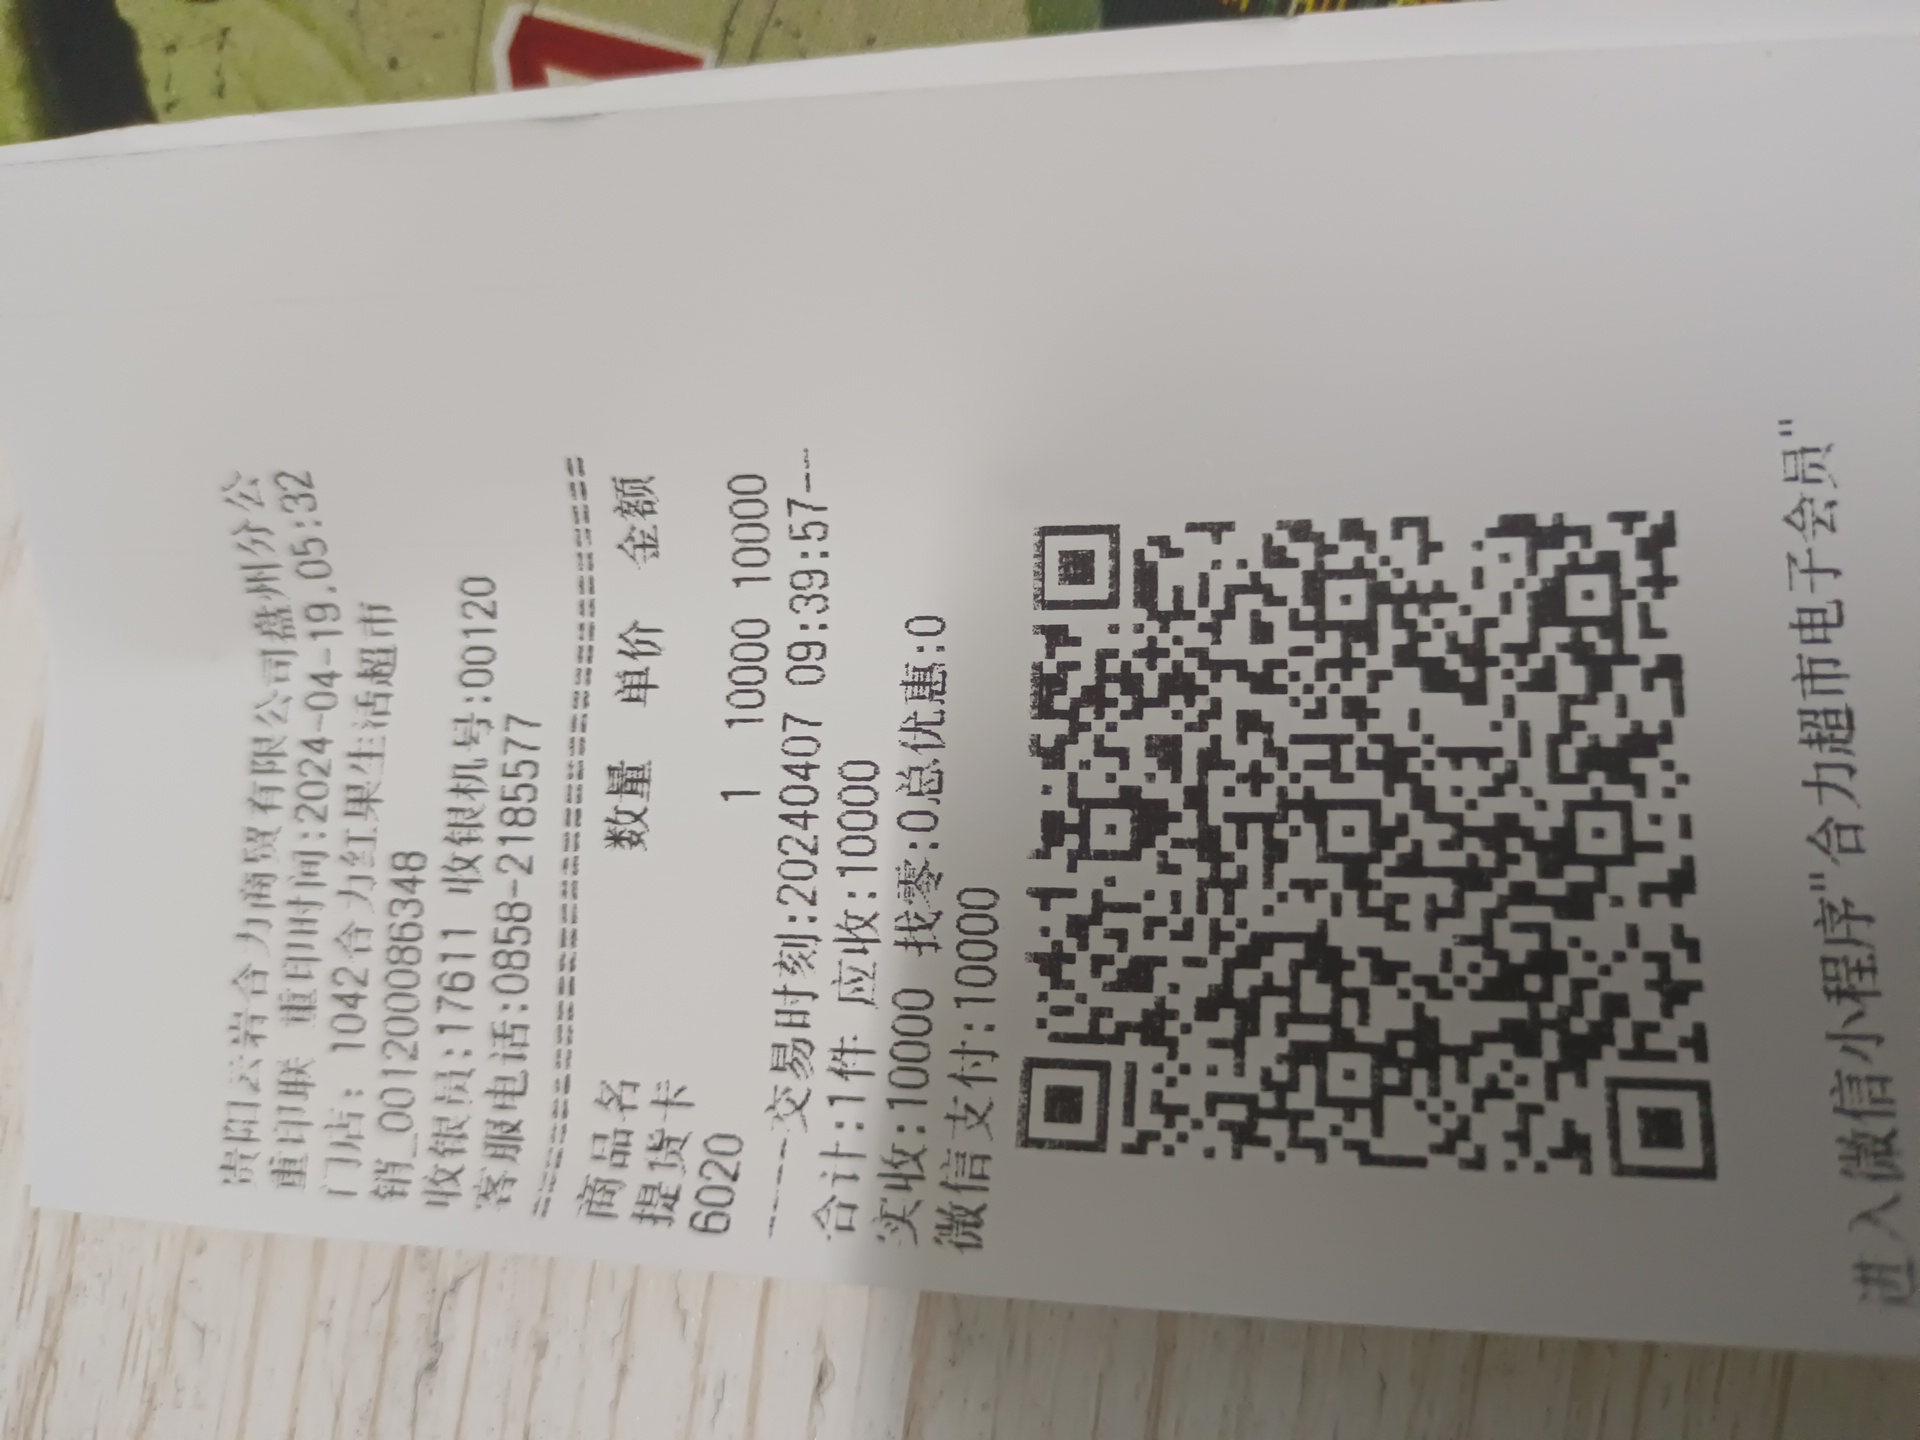 贵阳云岩合力商贸有限公司盘州分公
重印联 重印时间:2024-04-19.05:32
门店: 1042合力红果生活超市
销_001200086348
收银员:17611 收银机号:00120
客服电话:0858-2185577
商品名 数量 单价 金额
提货卡
6020 1 10000 10000
----交易时刻:20240407 09:39:57--
合计:1件 应收:10000
实收:10000 找零:0总优惠:0
微信支付:10000
进入微信小程序"合力超市电子会员"